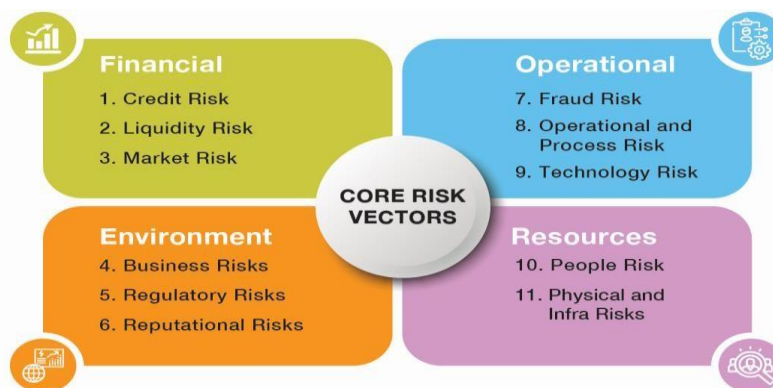 Financial
1. Credit Risk
2. Liquidity Risk
3. Market Risk
Operational
7. Fraud Risk
8. Operational and
Process Risk
9. Technology Risk
CORE RISK
VECTORS
Environment
4. Business Risks
5. Regulatory Risks
6. Reputational Risks
Resources
10. People Risk
11. Physical and
Infra Risks